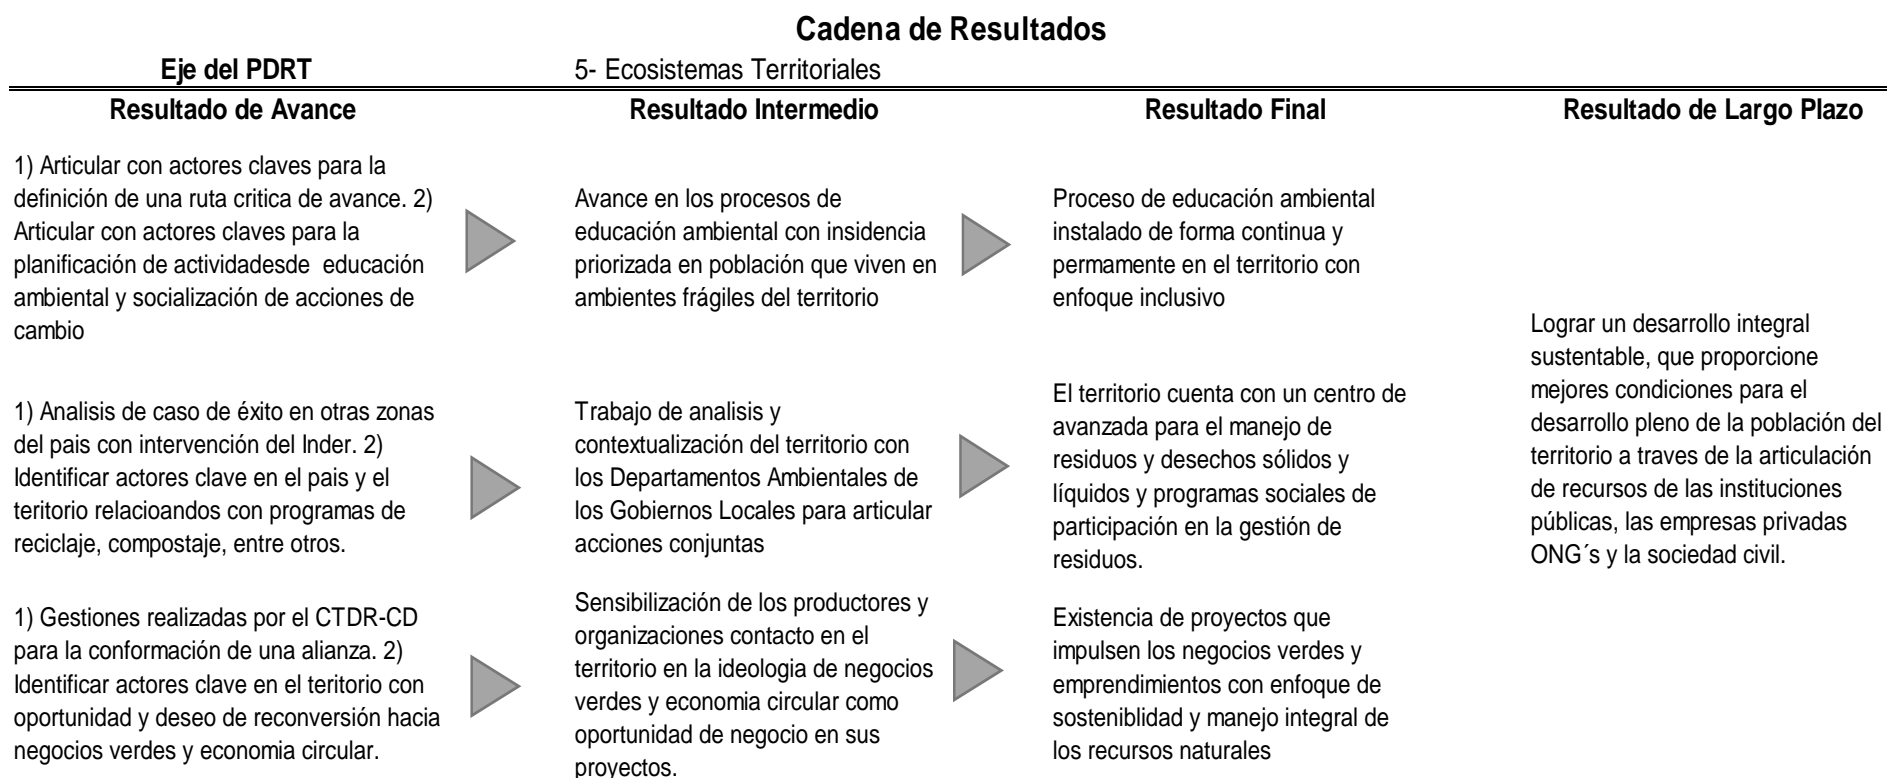 Cadena de Resultados
Eje del PDRT
5- Ecosistemas Territoriales
Resultado de Avance
Resultado Intermedio
Resultado Final
Resultado de Largo Plazo
1) Articular con actores claves para la
definición de una ruta critica de avance. 2)
Articular con actores claves para la
planificación de actividadesde  educación
ambiental y socialización de acciones de
cambio
Avance en los procesos de
educación ambiental con insidencia
priorizada en población que viven en
ambientes frágiles del territorio
Proceso de educación ambiental
instalado de forma continua y
permamente en el territorio con
enfoque inclusivo
1) Analisis de caso de éxito en otras zonas
del pais con intervención del Inder. 2)
Identificar actores clave en el pais y el
teritorio relacioandos con programas de
reciclaje, compostaje, entre otros.
Trabajo de analisis y
contextualización del territorio con
los Departamentos Ambientales de
los Gobiernos Locales para articular
acciones conjuntas
El territorio cuenta con un centro de
avanzada para el manejo de
residuos y desechos sólidos y
líquidos y programas sociales de
participación en la gestión de
residuos.
1) Gestiones realizadas por el CTDR-CD
para la conformación de una alianza. 2)
Identificar actores clave en el teritorio con
oportunidad y deseo de reconversión hacia
negocios verdes y economia circular.
Sensibilización de los productores y
organizaciones contacto en el
territorio en la ideologia de negocios
verdes y economia circular como
oportunidad de negocio en sus
proyectos.
Existencia de proyectos que
impulsen los negocios verdes y
emprendimientos con enfoque de
sosteniblidad y manejo integral de
los recursos naturales
Lograr un desarrollo integral
sustentable, que proporcione
mejores condiciones para el
desarrollo pleno de la población del
territorio a traves de la articulación
de recursos de las instituciones
públicas, las empresas privadas
ONG´s y la sociedad civil.